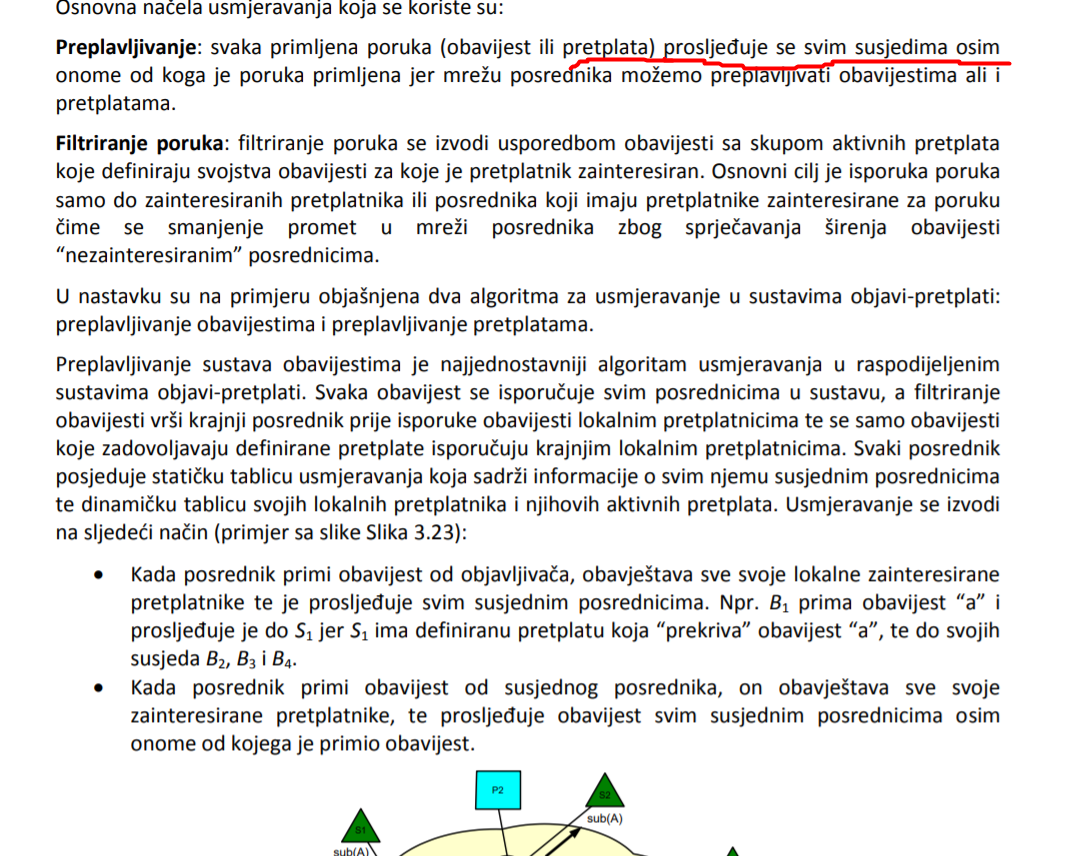 Osnovna načela usmjeravanja koja se koriste su:
Preplavljivanje: svaka primljena poruka (obavijest ili pretplata) prosljeđuje se svim susjedima osim
onome od koga je poruka primljena jer mrežu posrednika možemo preplavljivati obavijestima ali i
pretplatama.
Filtriranje poruka: filtriranje poruka se izvodi usporedbom obavijesti sa skupom aktivnih pretplata
koje definiraju svojstva obavijesti za koje je pretplatnik zainteresiran. Osnovni cilj je isporuka poruka
samo do zainteresiranih pretplatnika ili posrednika koji imaju pretplatnike zainteresirane za poruku
čime se smanjenje promet u mreži posrednika zbog sprječavanja širenja obavijesti
“nezainteresiranim” posrednicima.
U nastavku su na primjeru objašnjena dva algoritma za usmjeravanje u sustavima objavi-pretplati:
preplavljivanje obavijestima i preplavljivanje pretplatama.
Preplavljivanje sustava obavijestima je najjednostavniji algoritam usmjeravanja u raspodijeljenim
sustavima objavi-pretplati. Svaka obavijest se isporučuje svim posrednicima u sustavu, a filtriranje
obavijesti vrši krajnji posrednik prije isporuke obavijesti lokalnim pretplatnicima te se samo obavijesti
koje zadovoljavaju definirane pretplate isporučuju krajnjim lokalnim pretplatnicima. Svaki posrednik
posjeduje statičku tablicu usmjeravanja koja sadrži informacije o svim njemu susjednim posrednicima
te dinamičku tablicu svojih lokalnih pretplatnika i njihovih aktivnih pretplata. Usmjeravanje se izvodi
na sljedeći način (primjer sa slike Slika 3.23):
• Kada posrednik primi obavijest od objavljivača, obavještava sve svoje lokalne zainteresirane
pretplatnike te je prosljeđuje svim susjednim posrednicima. Npr. B1 prima obavijest “a” i
prosljeđuje je do S1 jer S1 ima definiranu pretplatu koja “prekriva” obavijest “a”, te do svojih
susjeda B2, B3 i B4.
• Kada posrednik primi obavijest od susjednog posrednika, on obavještava sve svoje
zainteresirane pretplatnike, te prosljeđuje obavijest svim susjednim posrednicima osim
onome od kojega je primio obavijest.
P2
S2
sub(A)
S1
sub(A)